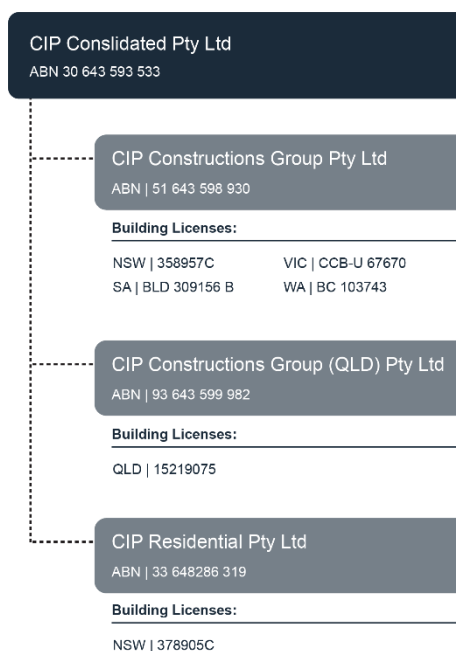 CIP Conslidated Pty Ltd
ABN 30 643 593 533
CIP Constructions Group Pty Ltd
ABN | 51 643 598 930
Building Licenses:
NSW | 358957C VIC | CCB-U 67670
SA | BLD 309156 B WA | BC 103743
CIP Constructions Group (QLD) Pty Ltd
ABN | 93 643 599 982
Building Licenses:
QLD | 15219075
CIP Residential Pty Ltd
ABN | 33 648286 319
Building Licenses:
NSW | 378905C